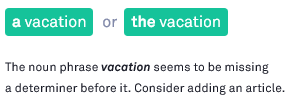 a vacation or the vacation
The noun phrase vacation seems to be missing
a determiner before it. Consider adding an article.